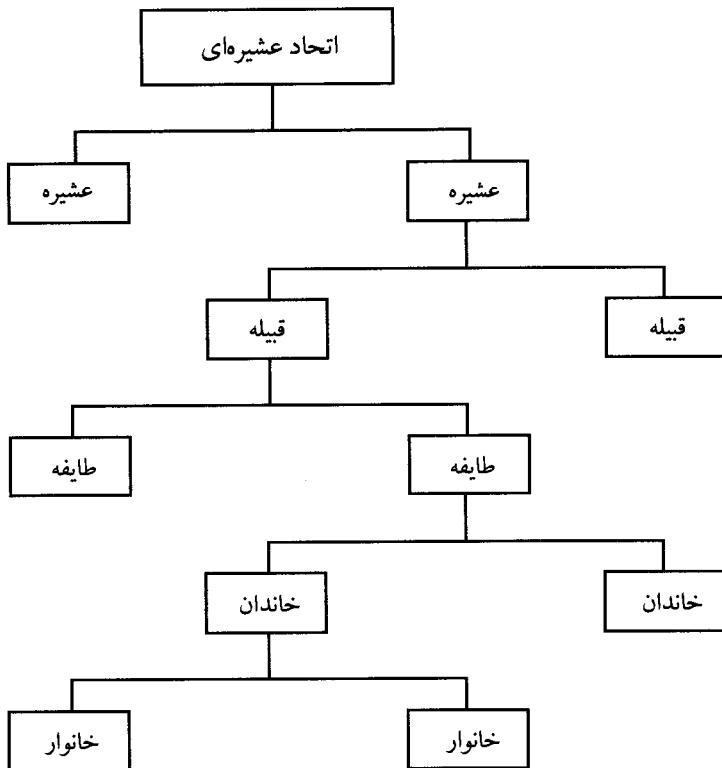 اتحاد عشیره‌ای
عشیره
عشیره
قبیله
قبیله
طایفه
طایفه
خاندان
خاندان
خانوار
خانوار